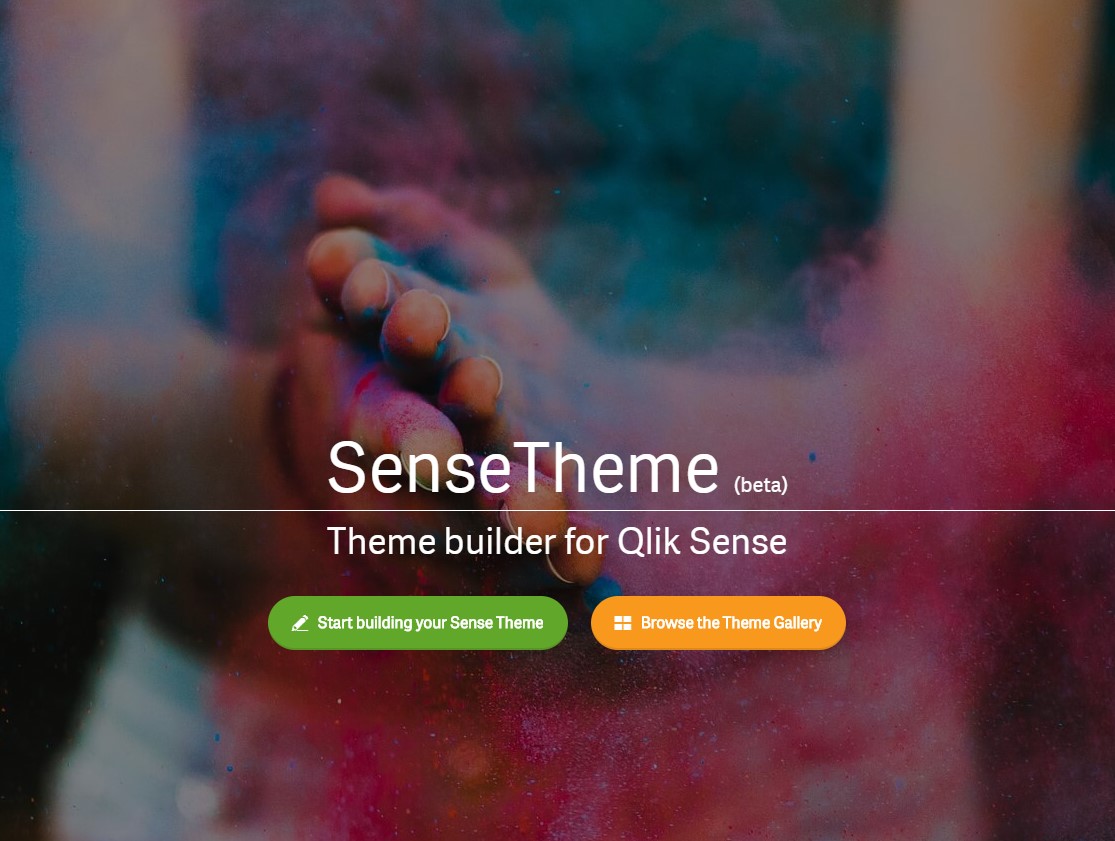 SenseTheme (beta)
Theme builder for Qlik Sense
Start building your Sense Theme
Browse the Theme Gallery